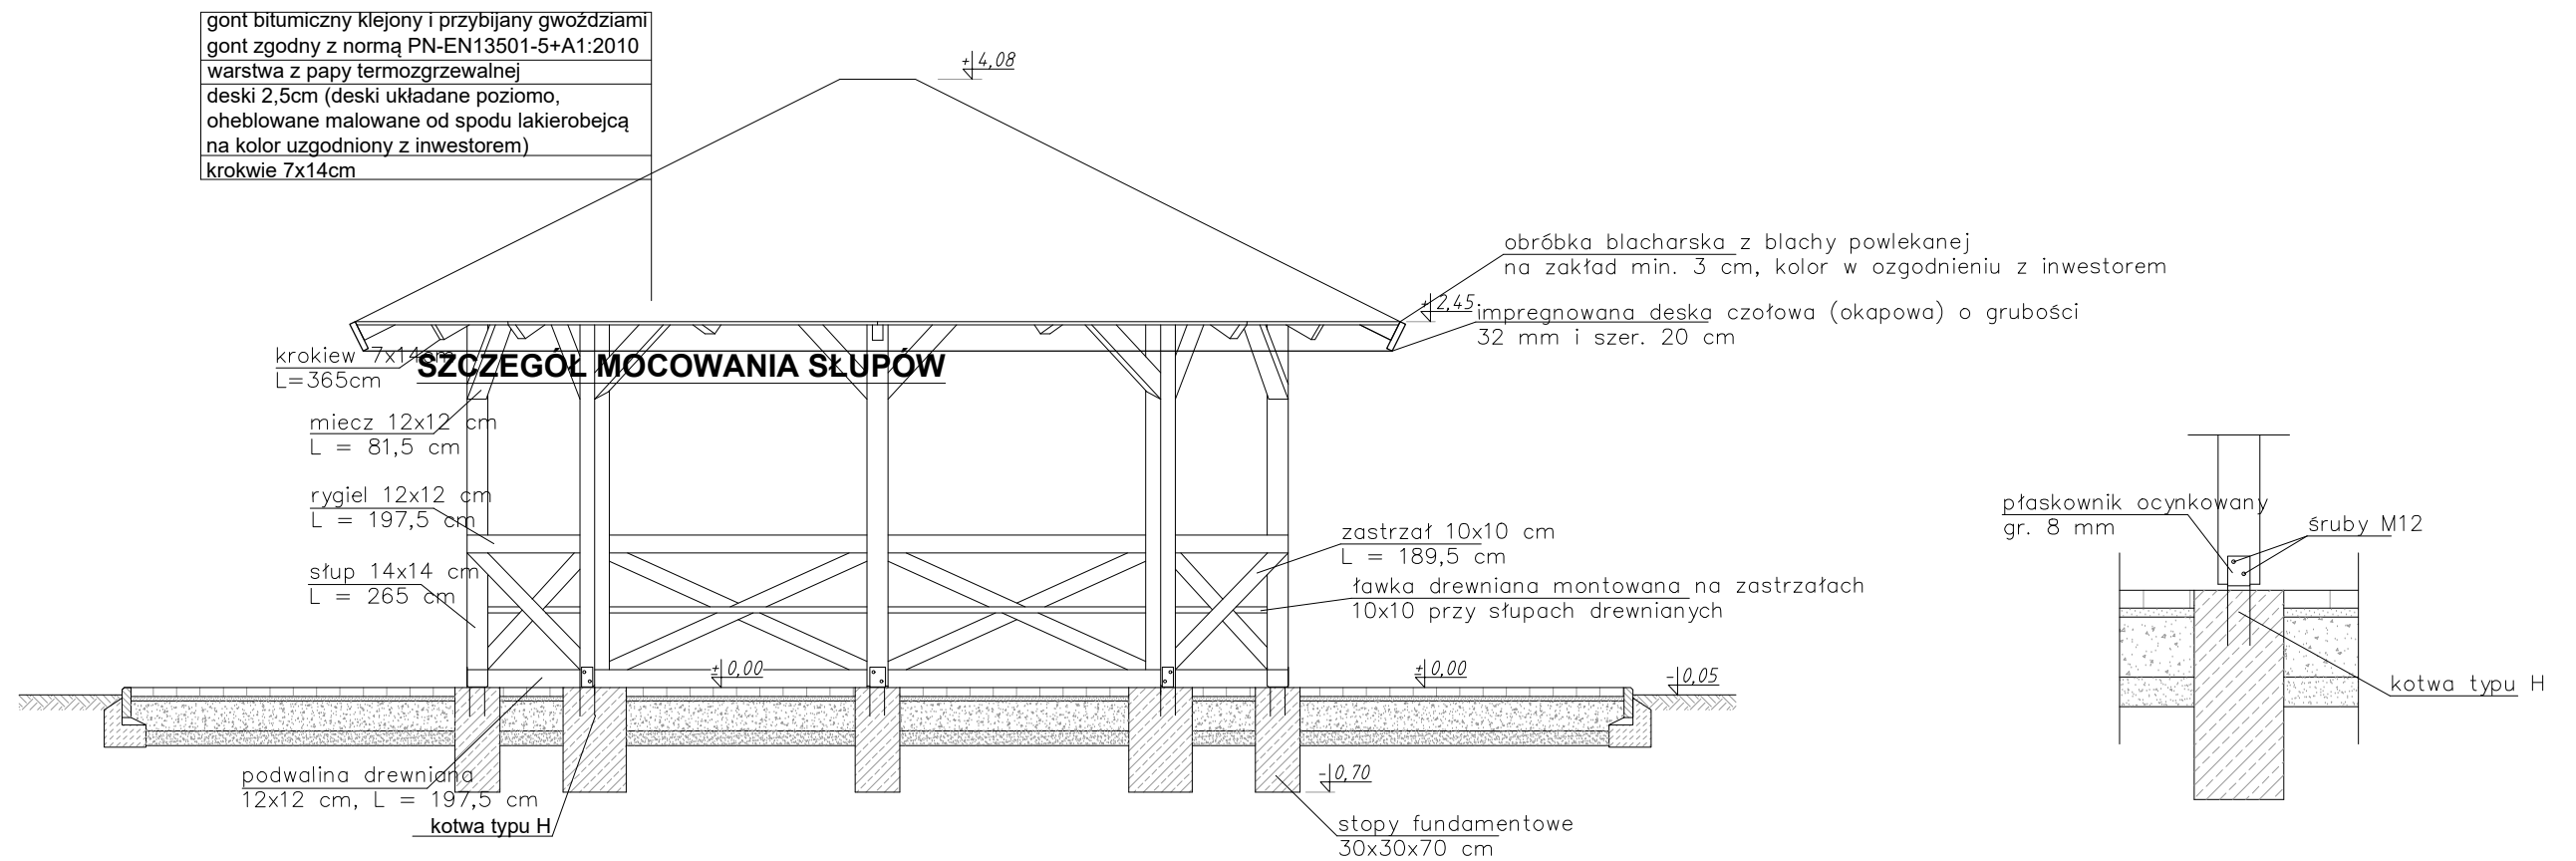 gont bitumiczny klejony i przybijany gwoździami
gont zgodny z normą PN-EN13501-5+A1:2010
warstwa z papy termozgrzewalnej
deski 2,5cm (deski układane poziomo,
oheblowane malowane od spodu lakierobejcą
na kolor uzgodniony z inwestorem)
krokwie 7x14cm
+4,08
obróbka blacharska z blachy powlekanej
na zakład min. 3 cm, kolor w ozgodnieniu z inwestorem
+2,45
impregnowana deska czołowa (okapowa) o grubości
32 mm i szer. 20 cm
krokiew 7x14cm
L=365cm
SZCZEGÓŁ MOCOWANIA SŁUPÓW
miecz 12x12 cm
L = 81,5 cm
rygiel 12x12 cm
L = 197,5 cm
słup 14x14 cm
L = 265 cm
zastrzał 10x10 cm
L = 189,5 cm
ławka drewniana montowana na zastrzałach
10x10 przy słupach drewnianych
±0,00
±0,00
-0,05
podwalina drewniana
12x12 cm, L = 197,5 cm
kotwa typu H
-0,70
stopy fundamentowe
30x30x70 cm
płaskownik ocynkowany
gr. 8 mm
śruby M12
kotwa typu H